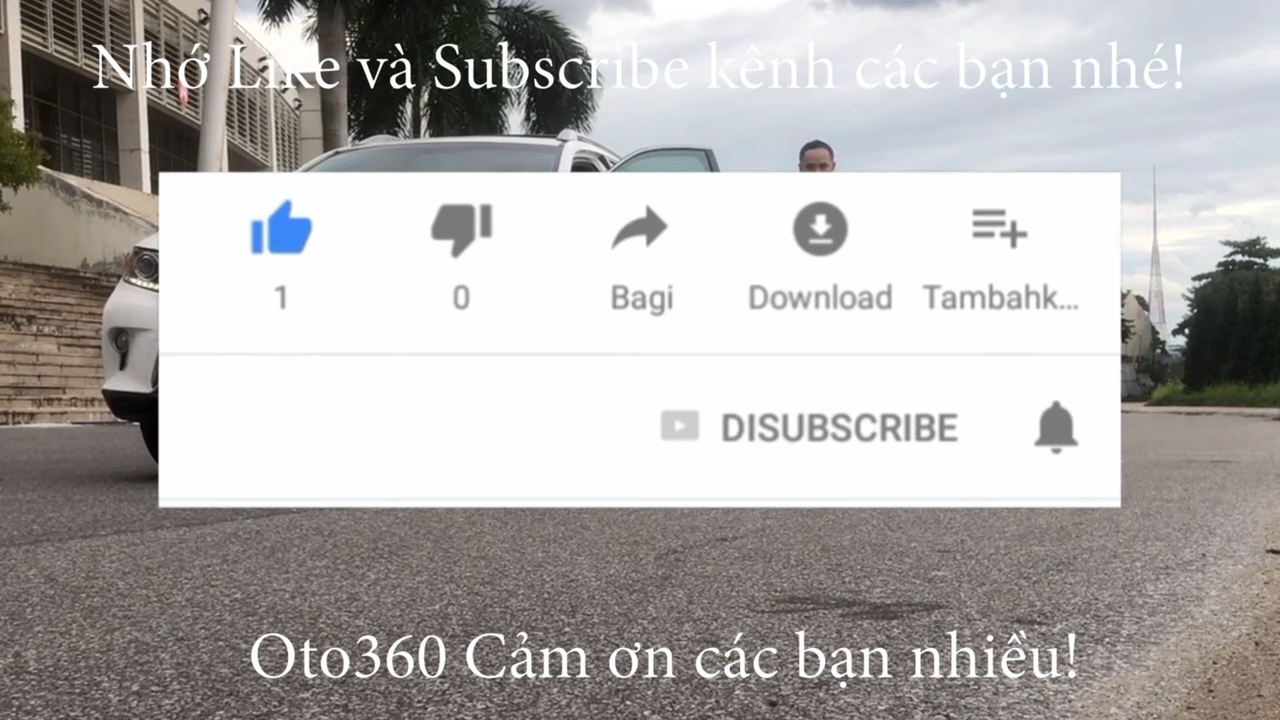 Nhớ Like và Subscribe kênh các bạn nhé!
1 0 Bagi Download Tambahk...
DISUBSCRIBE
Oto360 Cảm ơn các bạn nhiều!